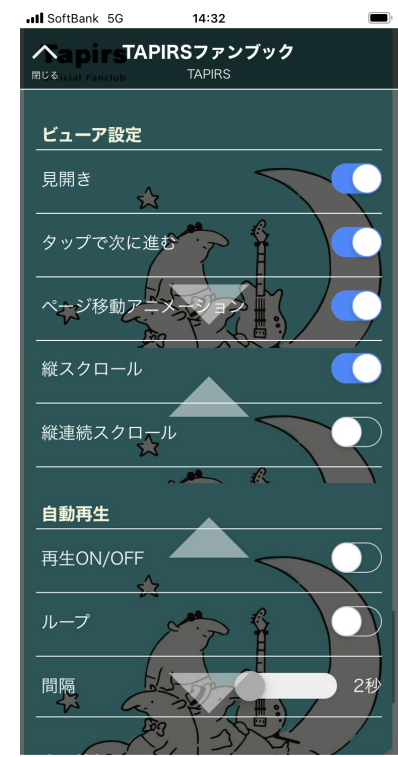 SoftBank 5G 14:32
Tapirs
TAPIRSファンブック
閉じる
Official Fanclub
TAPIRS
ビューア設定
見開き
タップで次に進む
ページ移動アニメーション
縦スクロール
縦連続スクロール
自動再生
再生ON/OFF
ループ
間隔 2秒